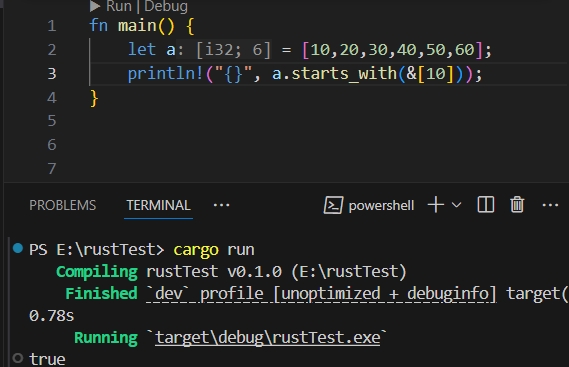 ▶ Run | Debug
1 fn main() {
2 let a: [i32; 6] = [10,20,30,40,50,60];
3 println!("{}", a.starts_with(&[10]));
4 }
5
6
7
PROBLEMS TERMINAL ··· powershell
PS E:\rustTest> cargo run
Compiling rustTest v0.1.0 (E:\rustTest)
Finished `dev` profile [unoptimized + debuginfo] target(
0.78s
Running `target\debug\rustTest.exe`
true